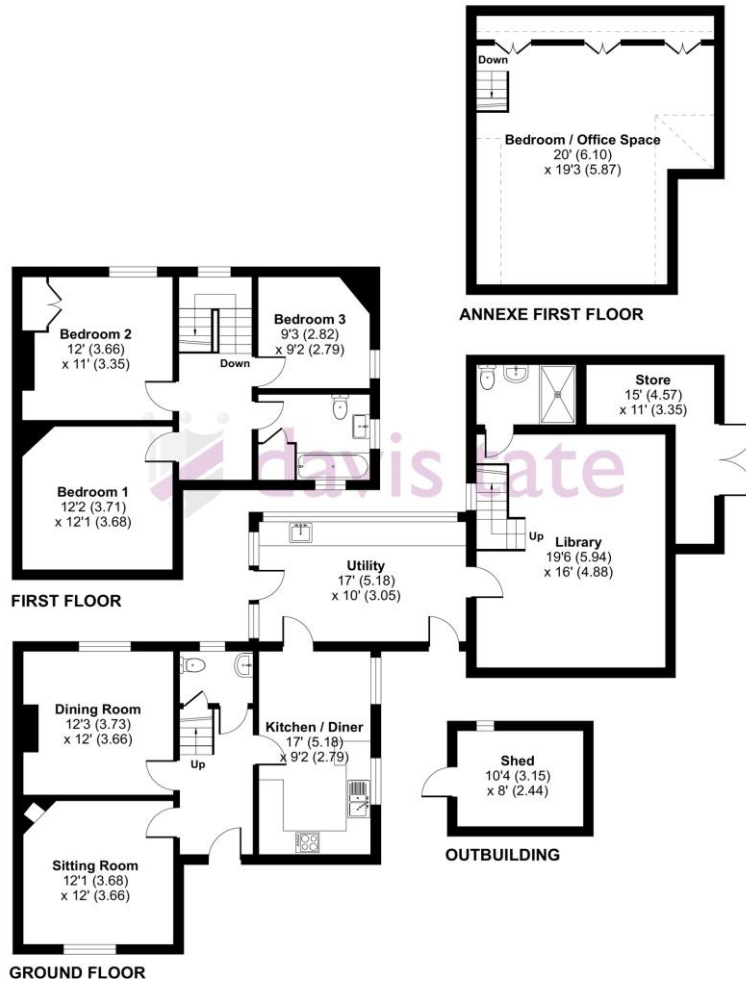 Down
Bedroom / Office Space
20' (6.10)
x 19'3 (5.87)
ANNEXE FIRST FLOOR
Bedroom 2
12' (3.66)
x 11' (3.35)
Down
Bedroom 3
9'3 (2.82)
x 9'2 (2.79)
Bedroom 1
12'2 (3.71)
x 12'1 (3.68)
FIRST FLOOR
davis tate
Store
15' (4.57)
x 11' (3.35)
Up
Library
19'6 (5.94)
x 16' (4.88)
Utility
17' (5.18)
x 10' (3.05)
Dining Room
12'3 (3.73)
x 12' (3.66)
Up
Kitchen / Diner
17' (5.18)
x 9'2 (2.79)
Sitting Room
12'1 (3.68)
x 12' (3.66)
GROUND FLOOR
Shed
10'4 (3.15)
x 8' (2.44)
OUTBUILDING